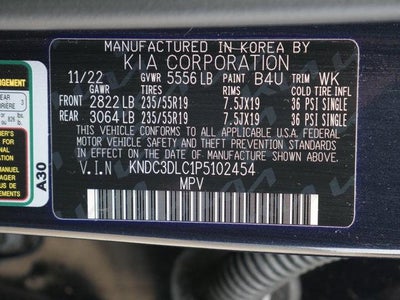 MANUFACTURED IN KOREA BY
KIA CORPORATION
11/22 GVWR 5556 LB PAINT B4U TRIM WK
GAWR TIRES RIMS COLD TIRE INFL
FRONT 2822 LB 235/55R19 7.5JX19 36 PSI SINGLE
REAR 3064 LB 235/55R19 7.5JX19 36 PSI SINGLE
THIS VEHICLE CONFORMS TO ALL APPLICABLE U.S.A. FEDERAL
MOTOR VEHICLE SAFETY AND THEFT PREVENTION STANDARDS
IN EFFECT ON THE DATE OF MANUFACTURE SHOWN ABOVE.
V.I.N KNDC3DLC1P5102454
MPV
A30